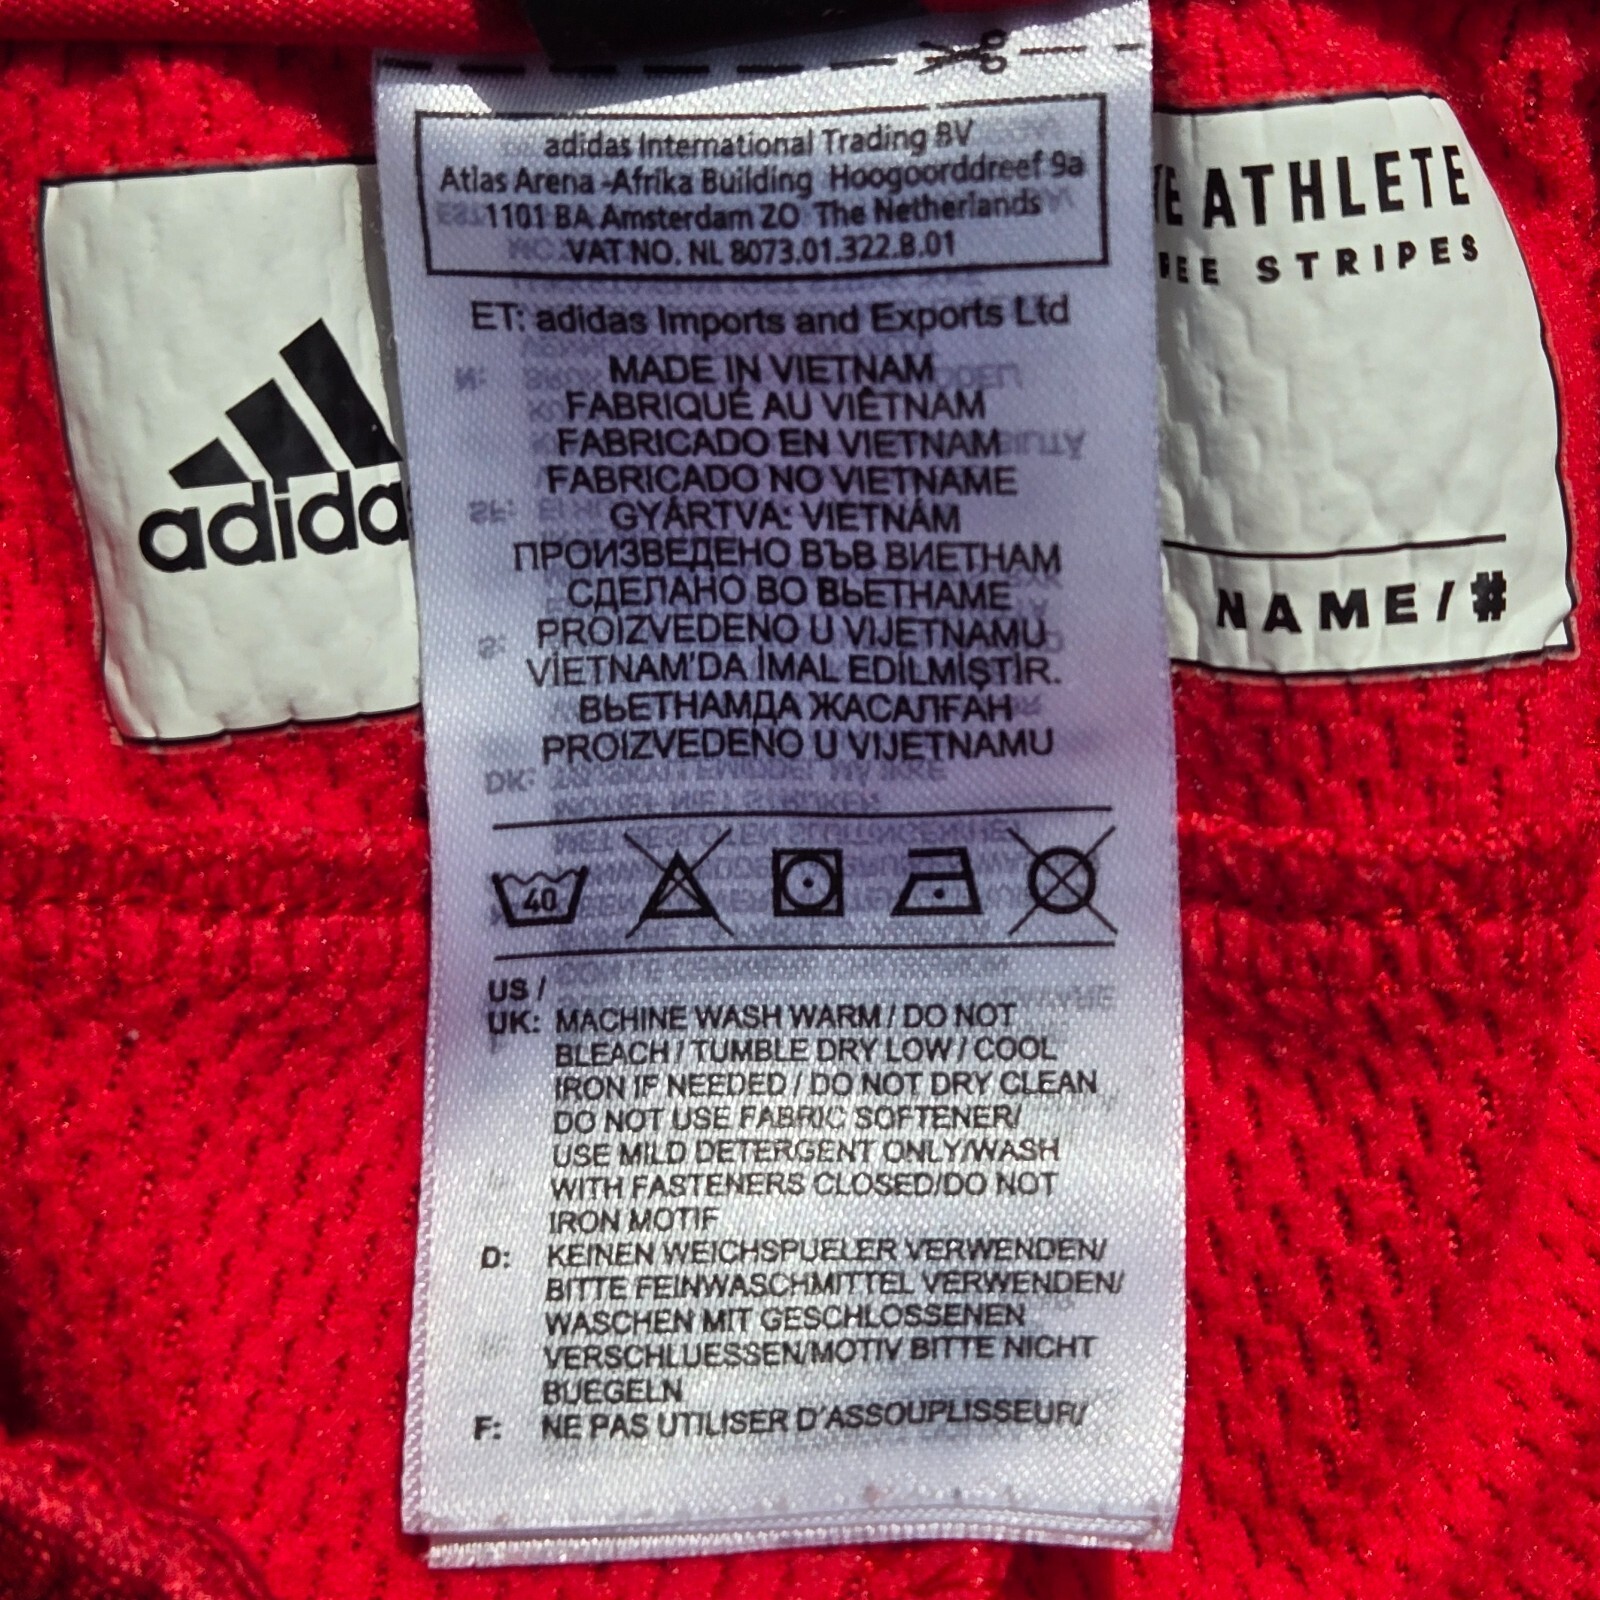 adidas International Trading BV
Atlas Arena -Afrika Building Hoogoorddreef 9a
1101 BA Amsterdam ZO The Netherlands
VAT NO. NL 8073.01.322.B.01
ET: adidas Imports and Exports Ltd
MADE IN VIETNAM
FABRIQUÉ AU VIÊTNAM
FABRICADO EN VIETNAM
FABRICADO NO VIETNAME
GYÁRTVA: VIETNÁM
ПРОИЗВЕДЕНО ВЪВ ВИЕТНАМ
СДЕЛАНО ВО ВЬЕТНАМЕ
PROIZVEDENO U VIJETNAMU
VİETNAM'DA İMAL EDİLMİŞTİR.
ВЬЕТНАМДА ЖАСАЛҒАН
PROIZVEDENO U VIJETNAMU
40
US /
UK: MACHINE WASH WARM / DO NOT
BLEACH / TUMBLE DRY LOW / COOL
IRON IF NEEDED / DO NOT DRY CLEAN
DO NOT USE FABRIC SOFTENER/
USE MILD DETERGENT ONLY/WASH
WITH FASTENERS CLOSED/DO NOT
IRON MOTIF
D: KEINEN WEICHSPUELER VERWENDEN/
BITTE FEINWASCHMITTEL VERWENDEN/
WASCHEN MIT GESCHLOSSENEN
VERSCHLUESSEN/MOTIV BITTE NICHT
BUEGELN
F: NE PAS UTILISER D'ASSOUPLISSEUR/
adida
ATHLETE
STRIPES
NAME/#